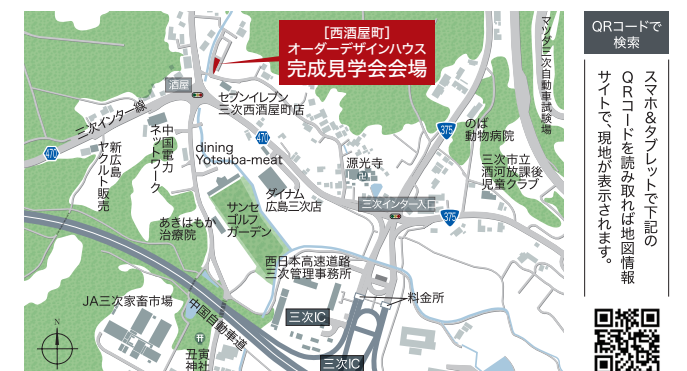 [西酒屋町]
オーダーデザインハウス
完成見学会会場
マツダ三次自動車試験場
酒屋
セブンイレブン
三次西酒屋町店
三次インター線
375
のば
動物病院
470
470
中国電力
ネットワーク
新広島
ヤクルト販売
dining
Yotsuba-meat
源光寺
三次市立
酒河放課後
児童クラブ
ダイナム
広島三次店
サンセ
ゴルフ
ガーデン
三次インター入口
375
あきはもか
治療院
西日本高速道路
三次管理事務所
JA三次家畜市場
中国自動車道
料金所
三次IC
三次IC
丑寅
神社
N
QRコードで
検索
スマホ&タブレットで下記の
QRコードを読み取れば地図情報
サイトで、現地が表示されます。